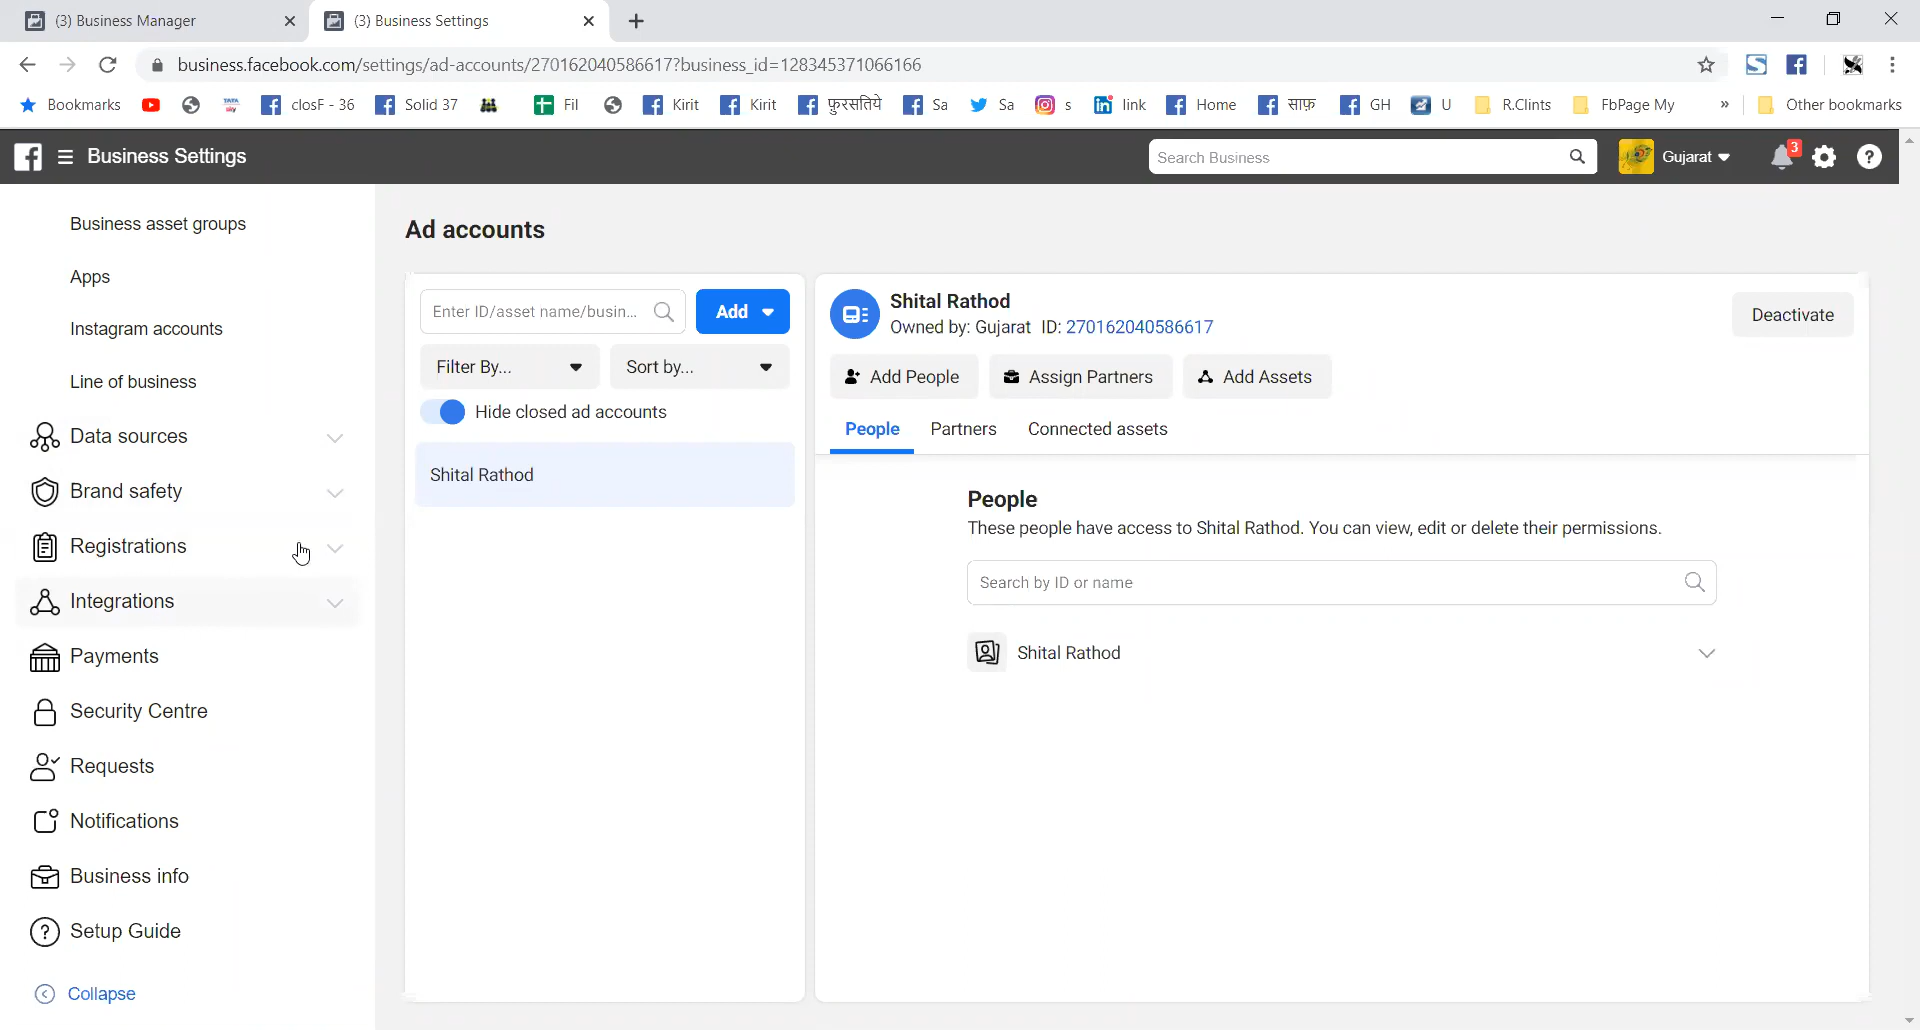 (3) Business Manager
(3) Business Settings
business.facebook.com/settings/ad-accounts/270162040586617?business_id=128345371066166
Bookmarks TATA sky closF - 36 Solid 37 Fil Kirit Kirit फुरसतिये Sa Sa s link Home साफ़ GH U R.Clints FbPage My » Other bookmarks
Business Settings
Search Business
Gujarat
3
Business asset groups
Apps
Instagram accounts
Line of business
Data sources
Brand safety
Registrations
Integrations
Payments
Security Centre
Requests
Notifications
Business info
Setup Guide
Collapse
Ad accounts
Enter ID/asset name/busin...
Add
Filter By...
Sort by...
Hide closed ad accounts
Shital Rathod
Shital Rathod
Owned by: Gujarat ID: 270162040586617
Deactivate
Add People
Assign Partners
Add Assets
People
Partners
Connected assets
People
These people have access to Shital Rathod. You can view, edit or delete their permissions.
Search by ID or name
Shital Rathod